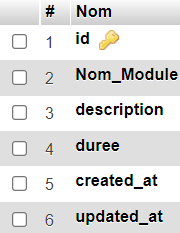 # Nom
1 id
2 Nom_Module
3 description
4 duree
5 created_at
6 updated_at